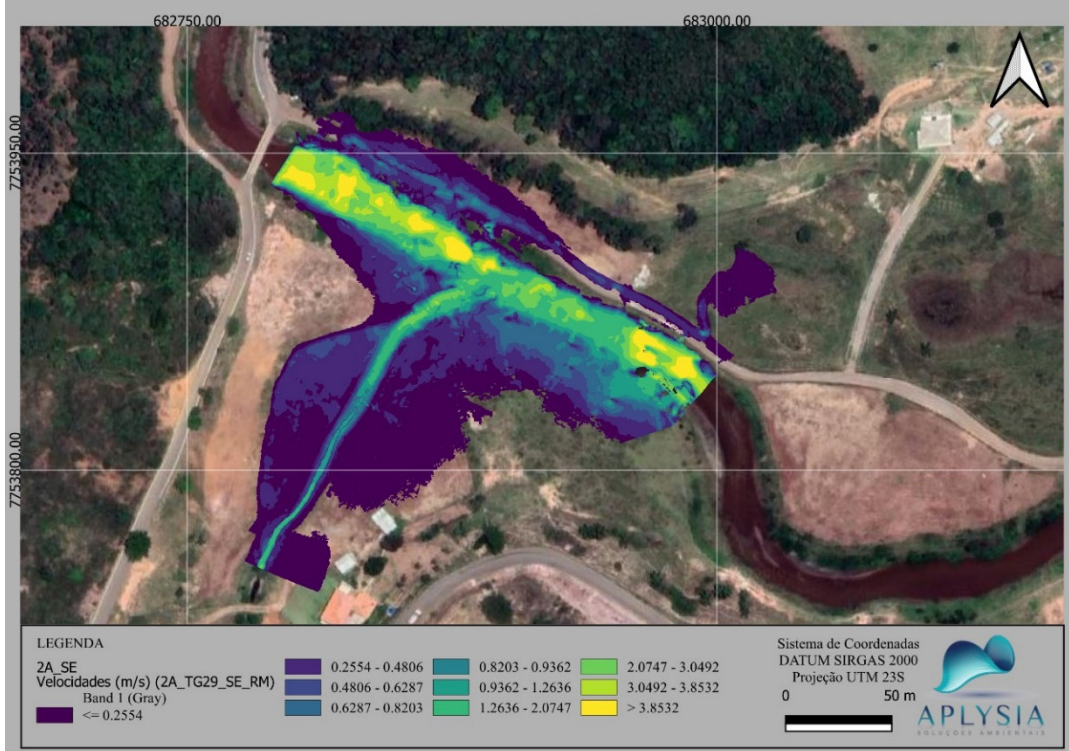 682750.00
683000.00
7753950.00
7753800.00
LEGENDA
2A_SE
Velocidades (m/s) (2A_TG29_SE_RM)
Band 1 (Gray)
<= 0.2554
0.2554 - 0.4806
0.4806 - 0.6287
0.6287 - 0.8203
0.8203 - 0.9362
0.9362 - 1.2636
1.2636 - 2.0747
2.0747 - 3.0492
3.0492 - 3.8532
> 3.8532
Sistema de Coordenadas
DATUM SIRGAS 2000
Projeção UTM 23S
0 50 m
APLYSIA
SOLUÇÕES AMBIENTAIS